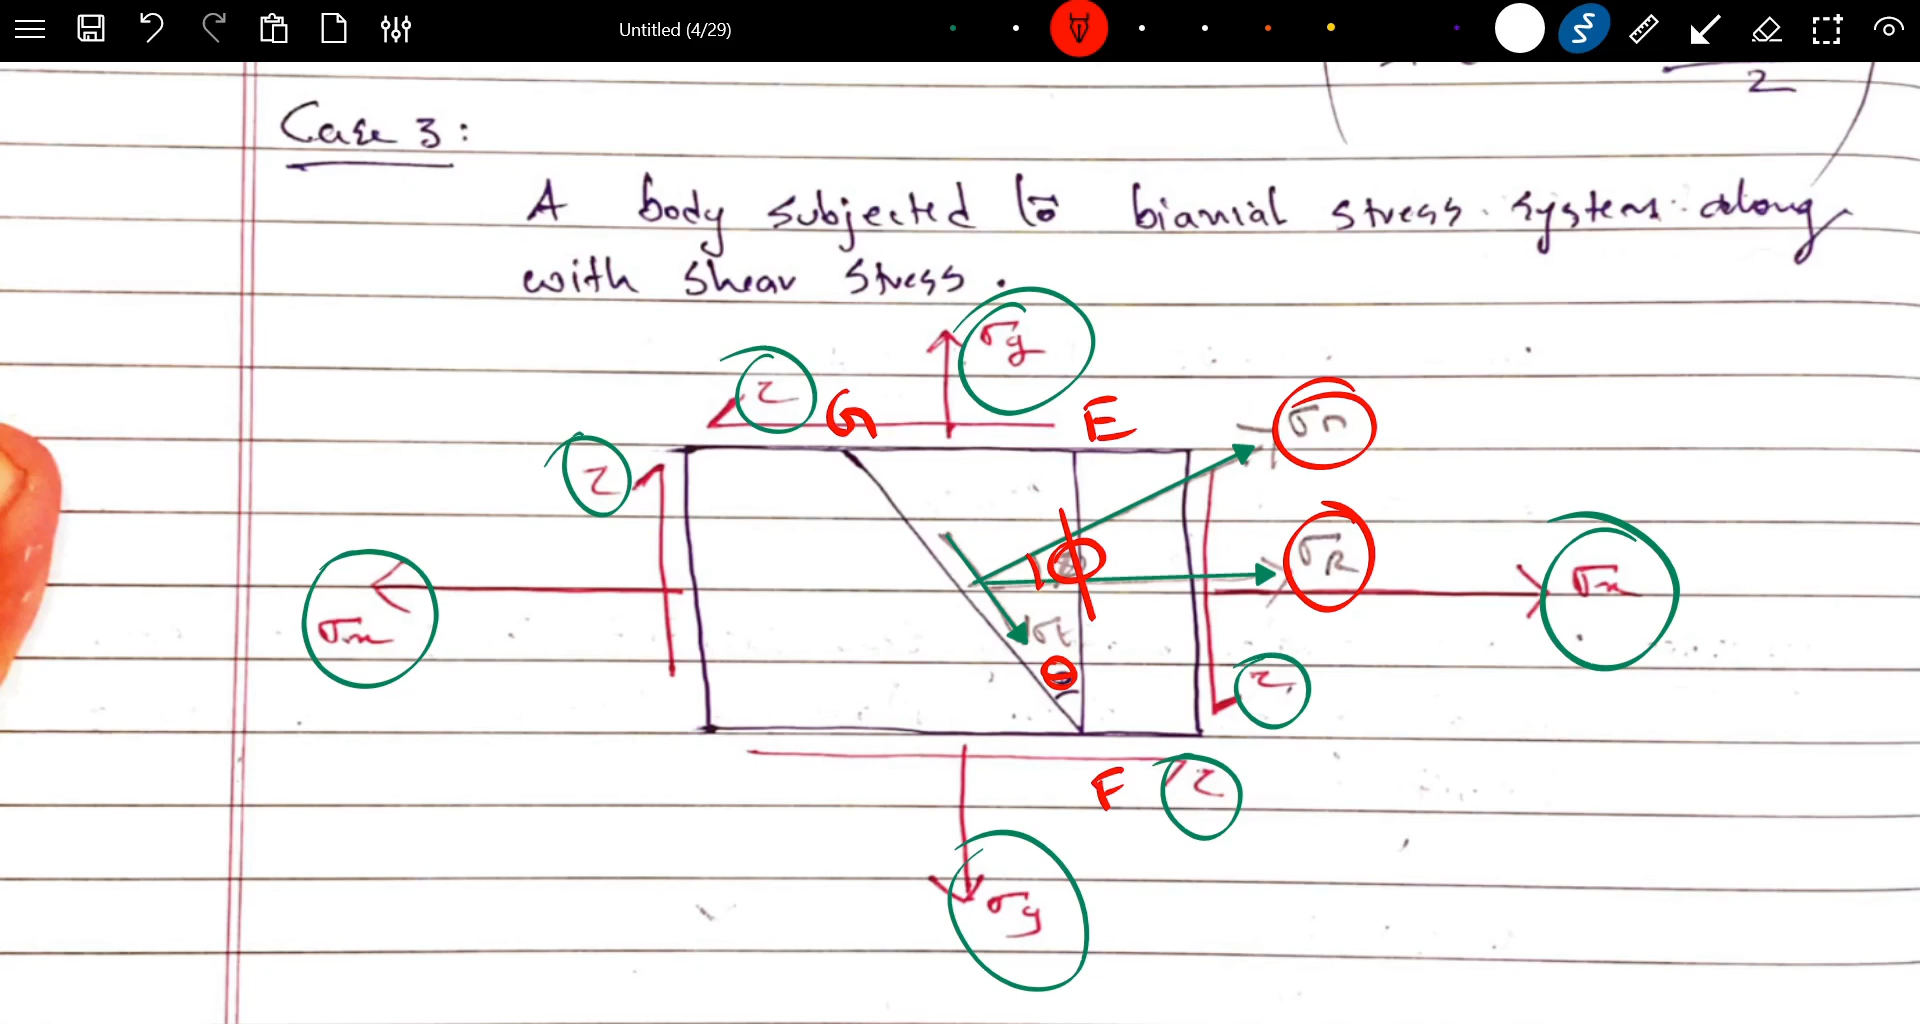 Untitled (4/29)
2
Case 3:
A body subjected to biaxial stress system along
with shear stress.
σy
τ
G
E
σn
τ
φ
σR
σx
σx
σt
θ
τ
F
τ
σy